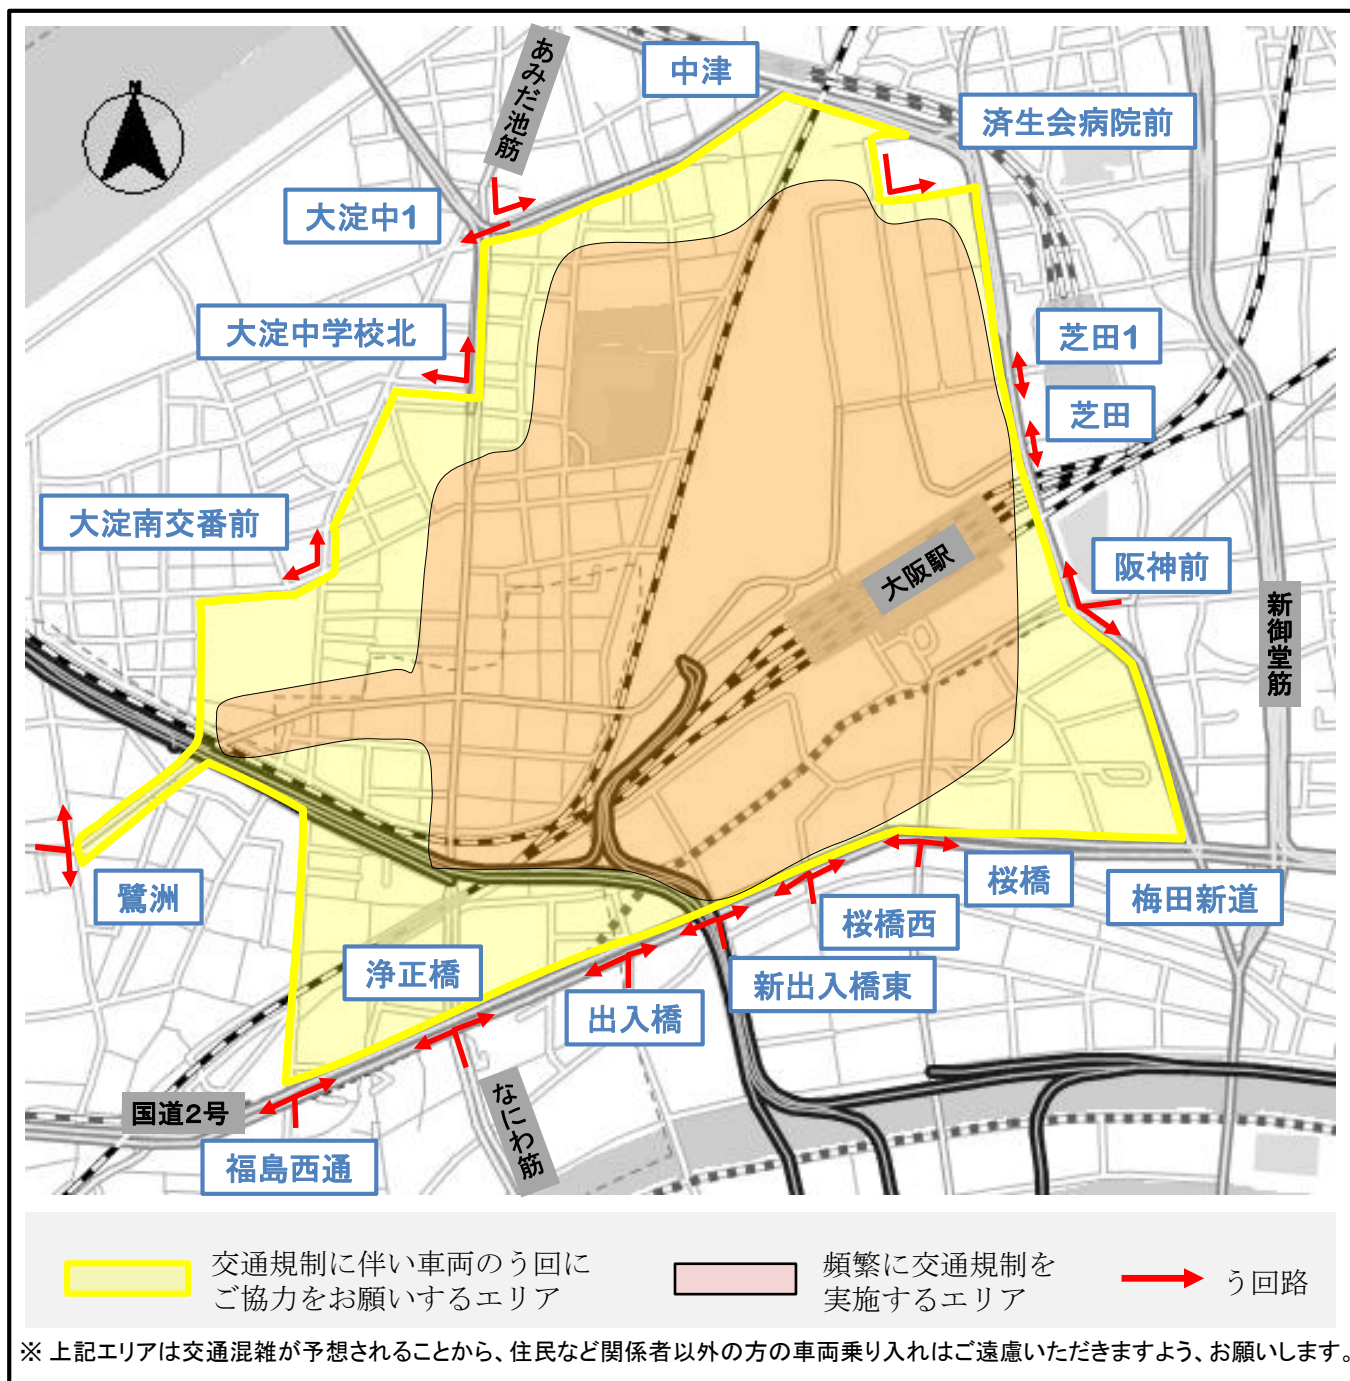 あみだ池筋
中津
済生会病院前
N
大淀中1
大淀中学校北
芝田1
芝田
大淀南交番前
大阪駅
阪神前
新御堂筋
鷺洲
桜橋
梅田新道
桜橋西
浄正橋
新出入橋東
出入橋
国道2号
なにわ筋
福島西通
交通規制に伴い車両のう回に
ご協力をお願いするエリア
頻繁に交通規制を
実施するエリア
う回路
※ 上記エリアは交通混雑が予想されることから、住民など関係者以外の方の車両乗り入れはご遠慮いただきますよう、お願いします。